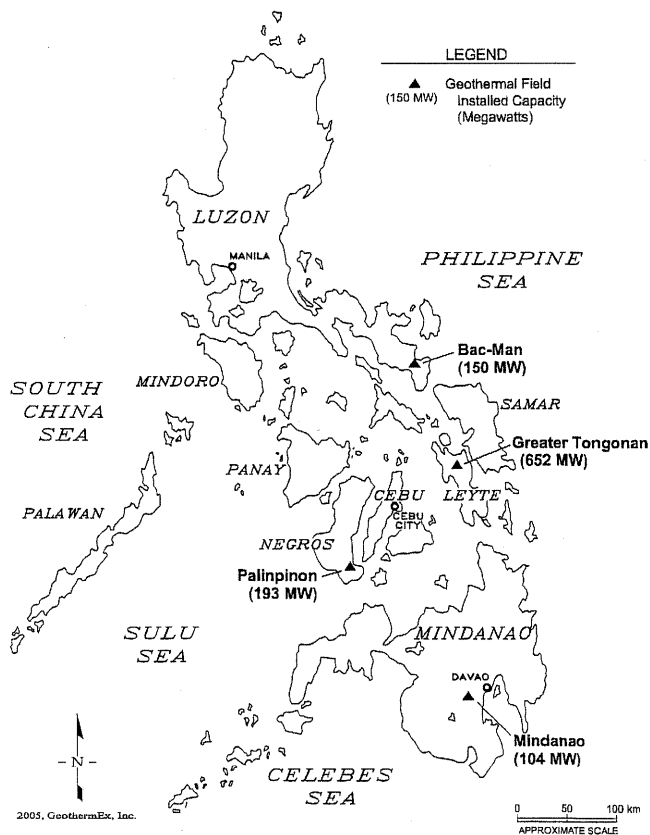 LEGEND
Geothermal Field
(150 MW)
Installed Capacity
(Megawatts)
LUZON
MANILA
PHILIPPINE
SEA
Bac-Man
(150 MW)
MINDORO
SOUTH
CHINA
SEA
SAMAR
Greater Tongonan
(652 MW)
PANAY
CEBU
LEYTE
PALAWAN
CEBU
CITY
NEGROS
Palinpinon
(193 MW)
SULU
SEA
MINDANAO
DAVAO
Mindanao
(104 MW)
-N-
CELEBES
SEA
2005, GeothermEx, Inc.
0 50 100 km
APPROXIMATE SCALE